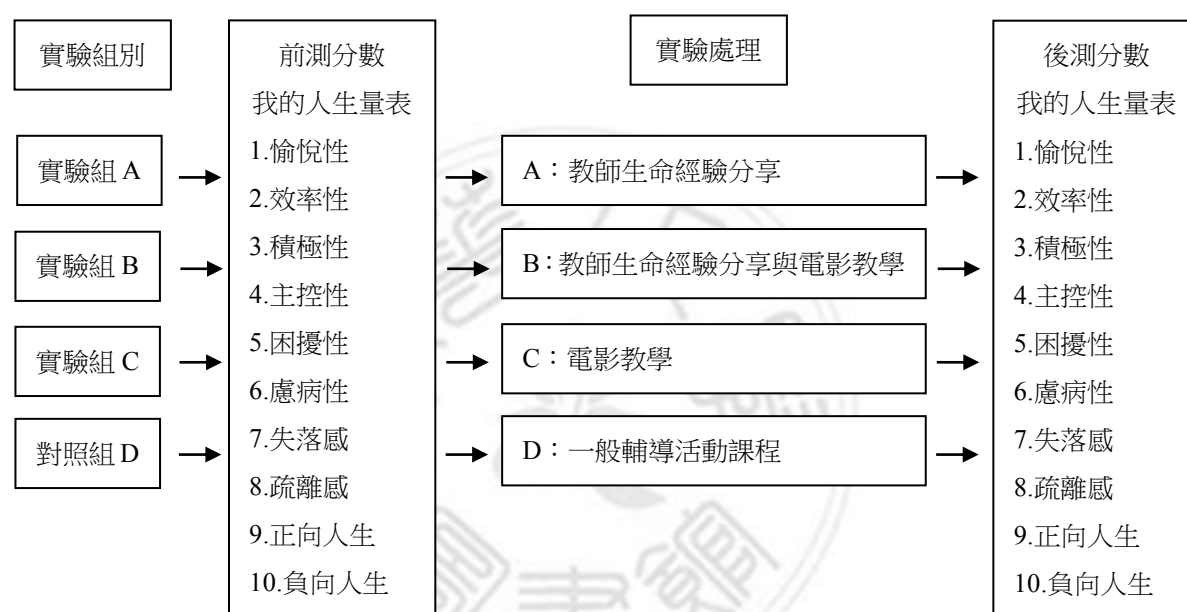 實驗組別
實驗組 A
實驗組 B
實驗組 C
對照組 D
前測分數
我的人生量表
1.愉悅性
2.效率性
3.積極性
4.主控性
5.困擾性
6.慮病性
7.失落感
8.疏離感
9.正向人生
10.負向人生
實驗處理
A：教師生命經驗分享
B：教師生命經驗分享與電影教學
C：電影教學
D：一般輔導活動課程
後測分數
我的人生量表
1.愉悅性
2.效率性
3.積極性
4.主控性
5.困擾性
6.慮病性
7.失落感
8.疏離感
9.正向人生
10.負向人生